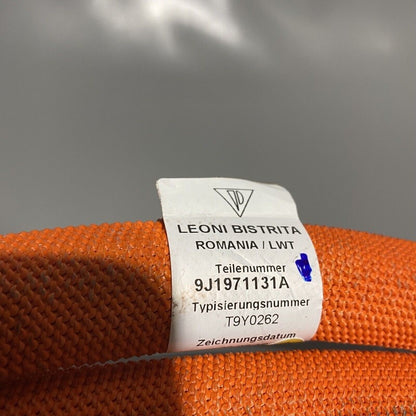 LEONI BISTRITA
ROMANIA / LWT
Teilenummer
9J1971131A
Typisierungsnummer
T9Y0262
Zeichnungsdatum